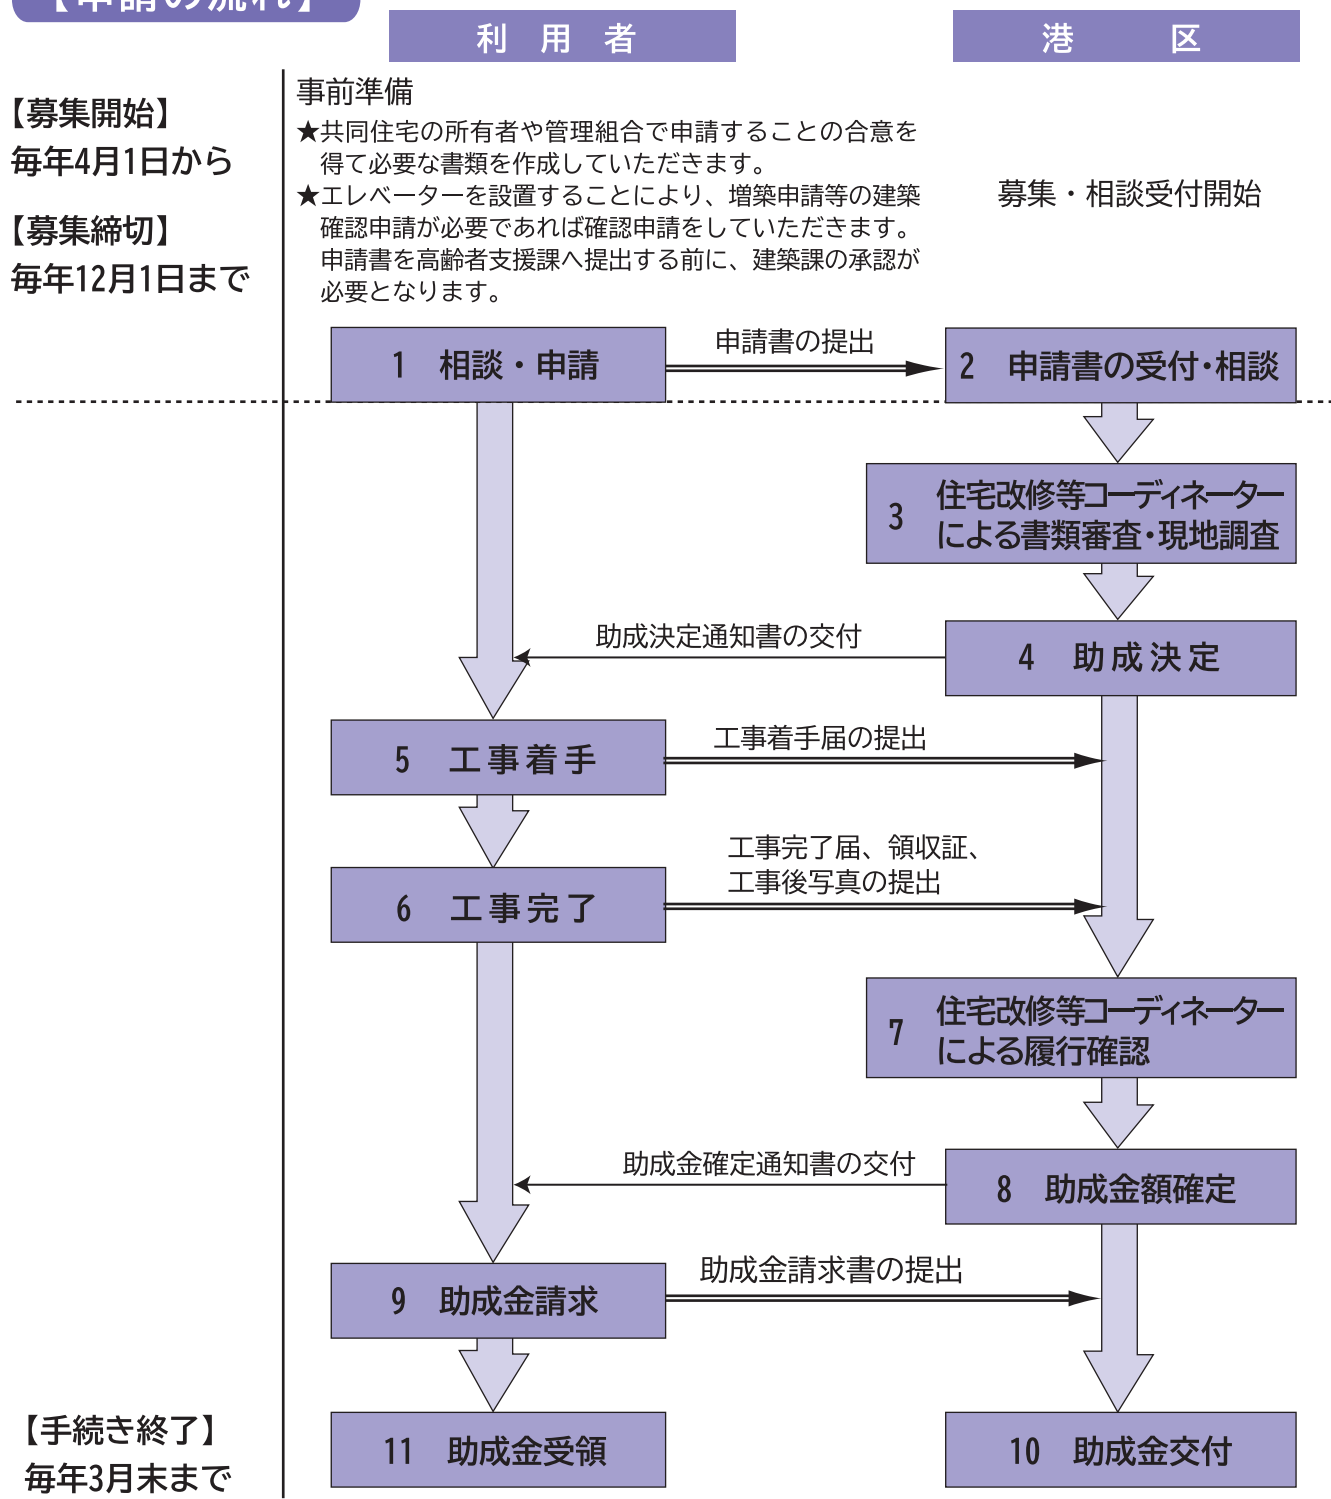 【申請の流れ】
利 用 者
港 区
【募集開始】
毎年4月1日から
【募集締切】
毎年12月1日まで
事前準備
★共同住宅の所有者や管理組合で申請することの合意を
得て必要な書類を作成していただきます。
★エレベーターを設置することにより、増築申請等の建築
確認申請が必要であれば確認申請をしていただきます。
申請書を高齢者支援課へ提出する前に、建築課の承認が
必要となります。
募集・相談受付開始
1 相談・申請
申請書の提出
2 申請書の受付・相談
3 住宅改修等コーディネーター
による書類審査・現地調査
助成決定通知書の交付
4 助成決定
5 工事着手
工事着手届の提出
工事完了届、領収証、
工事後写真の提出
6 工事完了
7 住宅改修等コーディネーター
による履行確認
助成金確定通知書の交付
8 助成金額確定
9 助成金請求
助成金請求書の提出
【手続き終了】
毎年3月末まで
11 助成金受領
10 助成金交付